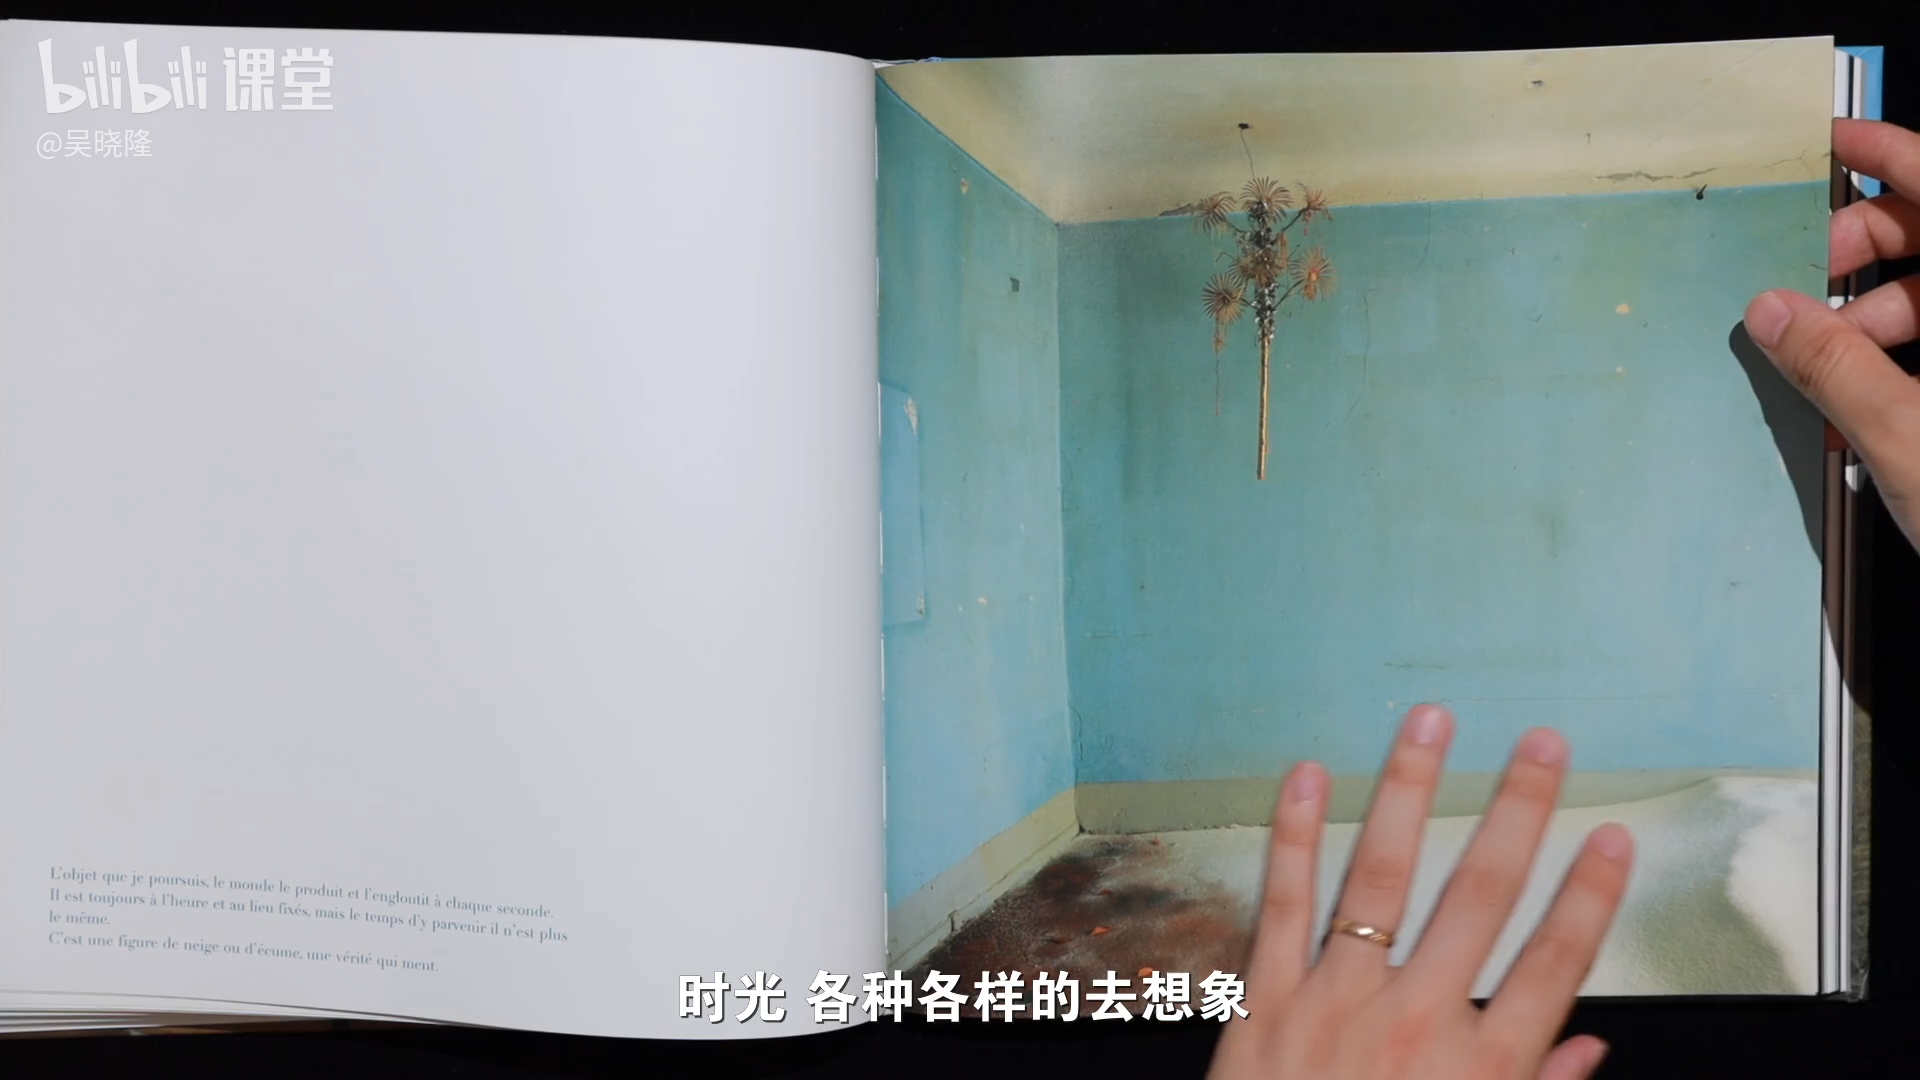 bilibili 课堂
@吴晓隆
L'objet que je poursuis, le monde le produit et l'engloutit à chaque seconde.
Il est toujours à l'heure et au lieu fixés, mais le temps d'y parvenir il n'est plus
le même.
C'est une figure de neige ou d'écume, une vérité qui ment.
时光 各种各样的去想象